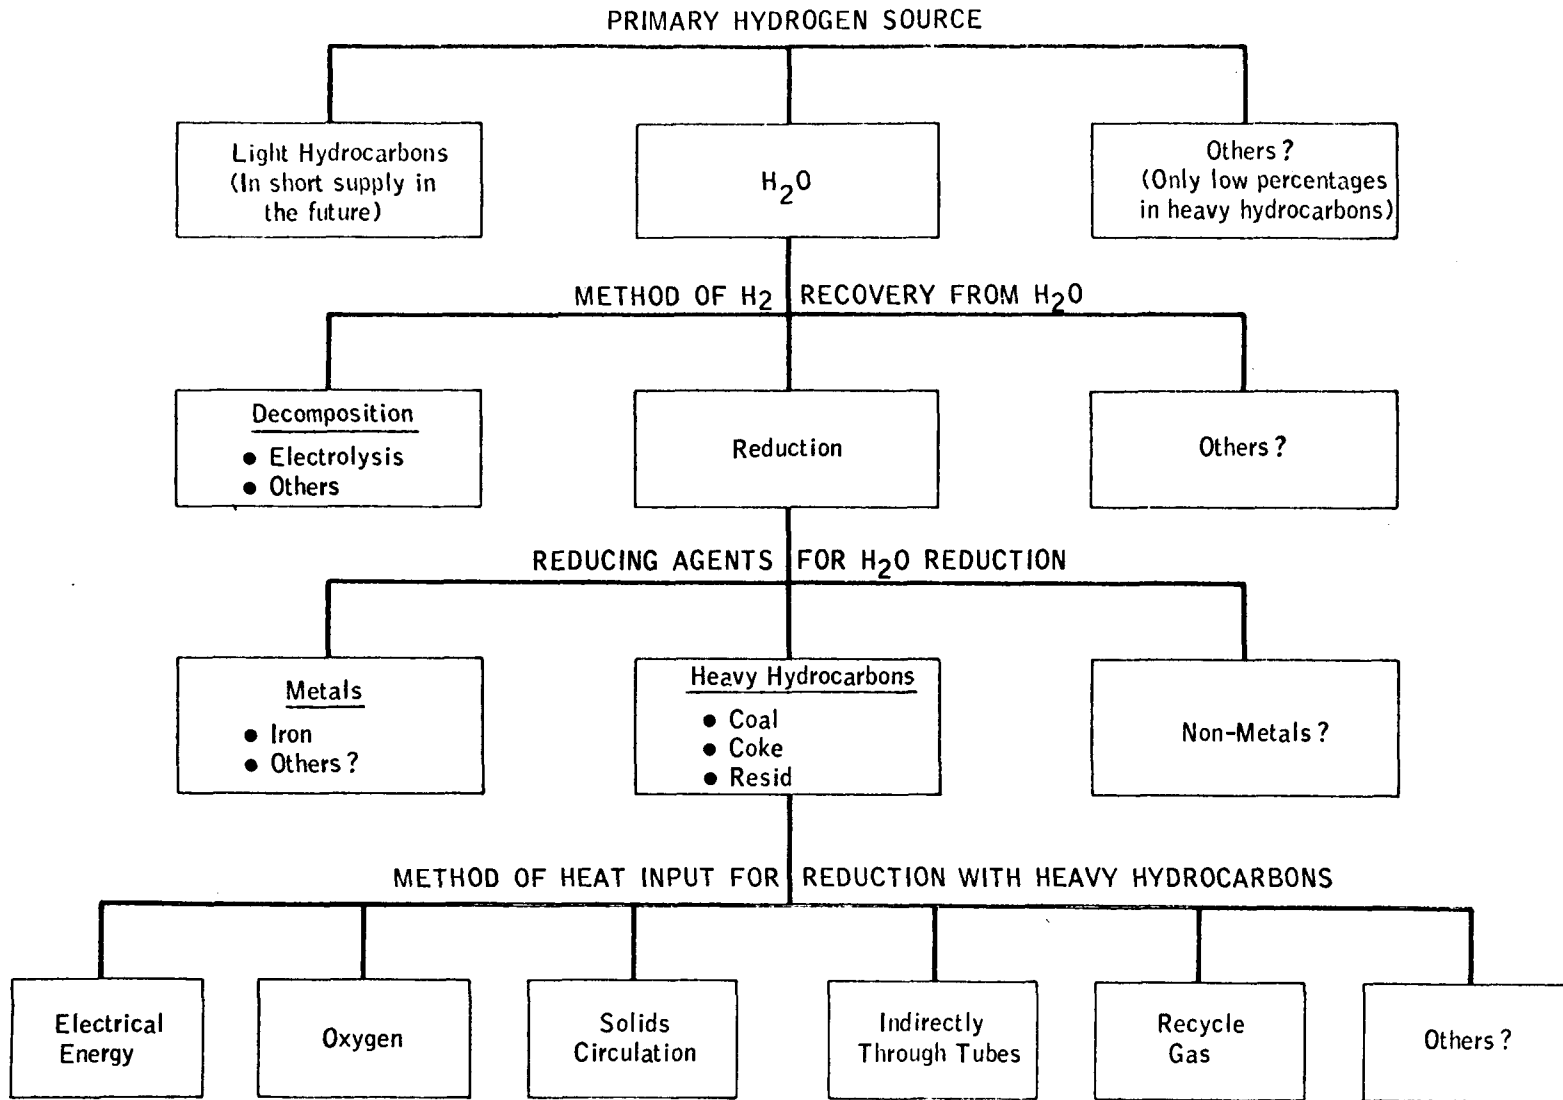 PRIMARY HYDROGEN SOURCE
Light Hydrocarbons
(In short supply in
the future)
H2O
Others?
(Only low percentages
in heavy hydrocarbons)
METHOD OF H2 RECOVERY FROM H2O
Decomposition
● Electrolysis
● Others
Reduction
Others?
REDUCING AGENTS FOR H2O REDUCTION
Metals
● Iron
● Others?
Heavy Hydrocarbons
● Coal
● Coke
● Resid
Non-Metals?
METHOD OF HEAT INPUT FOR REDUCTION WITH HEAVY HYDROCARBONS
Electrical
Energy
Oxygen
Solids
Circulation
Indirectly
Through Tubes
Recycle
Gas
Others?